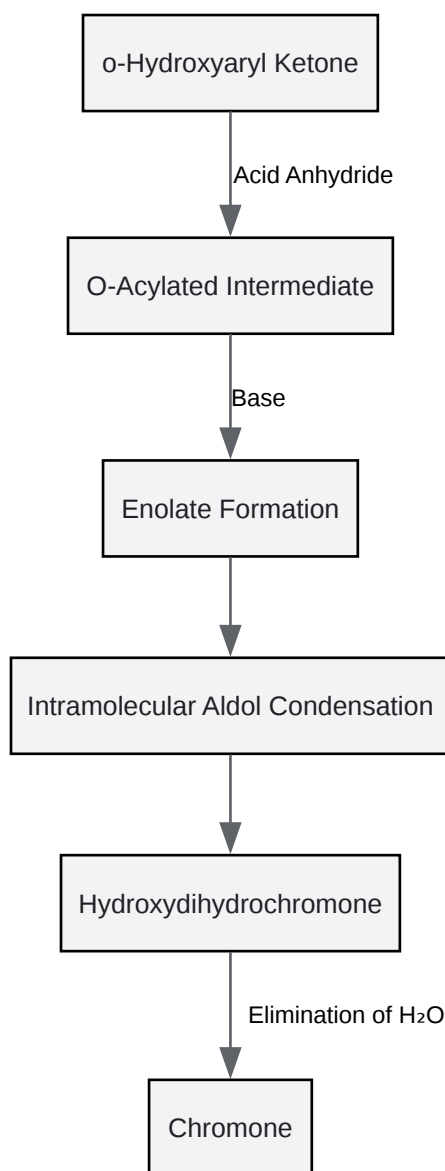 o-Hydroxyaryl Ketone
Acid Anhydride
O-Acylated Intermediate
Base
Enolate Formation
Intramolecular Aldol Condensation
Hydroxydihydrochromone
Elimination of H₂O
Chromone